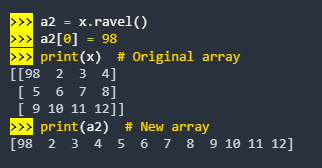 >>> a2 = x.ravel()
>>> a2[0] = 98
>>> print(x)  # Original array
[[98  2  3  4]
 [ 5  6  7  8]
 [ 9 10 11 12]]
>>> print(a2)  # New array
[98  2  3  4  5  6  7  8  9 10 11 12]